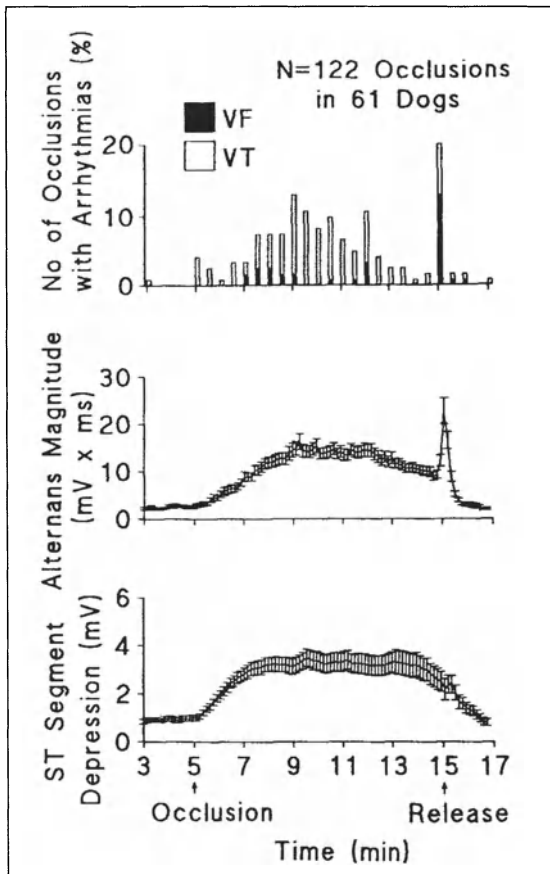 N=122 Occlusions
in 61 Dogs
VF
VT
No of Occlusions
with Arrhythmias (%)
20
10
0
Alternans Magnitude
(mV x ms)
30
20
10
0
ST Segment
Depression (mV)
6
4
2
0
3 5 7 9 11 13 15 17
Occlusion Release
Time (min)